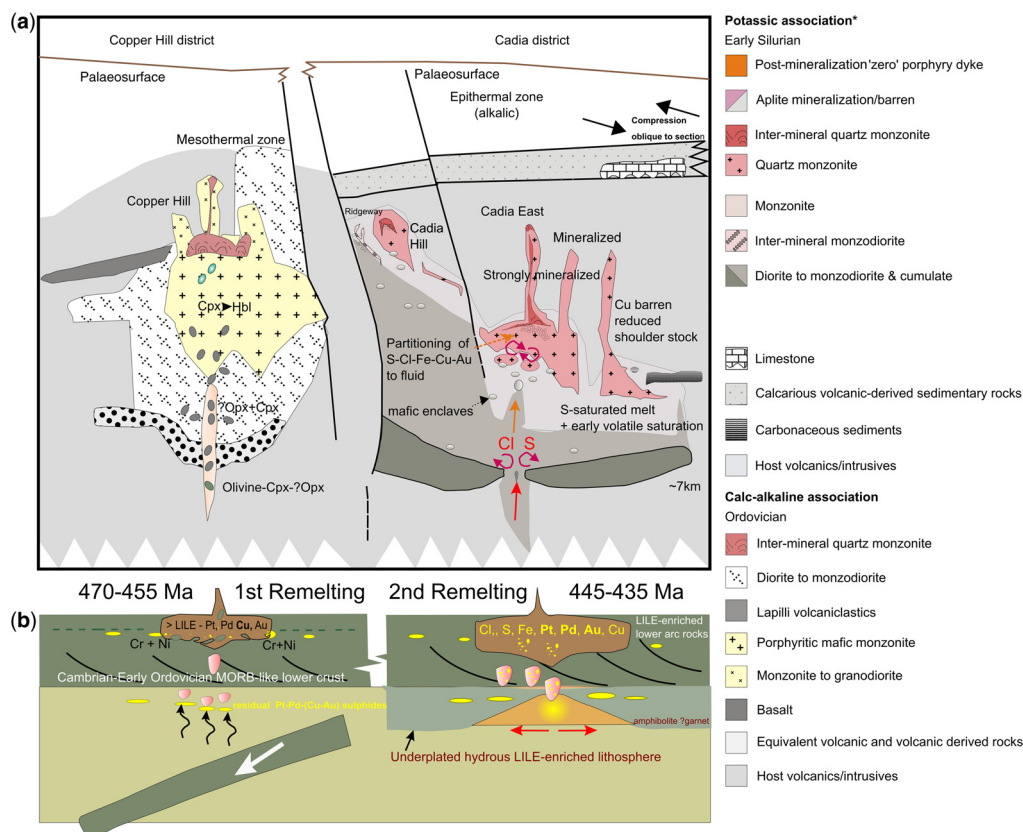 (a)
Copper Hill district
Cadia district
Palaeosurface
Palaeosurface
Epithermal zone
(alkalic)
Compression
oblique to section
Mesothermal zone
Copper Hill
Ridgeway
Cadia
Hill
Cadia East
Mineralized
Strongly mineralized
Cpx Hbl
Cu barren
reduced
shoulder
stock
Partitioning of
S-Cl-Fe-Cu-Au
to fluid
mafic enclaves
?Opx+Cpx
S-saturated melt
+ early volatile saturation
Cl S
Olivine-Cpx-?Opx
~7km
Potassic association*
Early Silurian
Post-mineralization 'zero' porphyry dyke
Aplite mineralization/barren
Inter-mineral quartz monzonite
Quartz monzonite
Monzonite
Inter-mineral monzodiorite
Diorite to monzodiorite & cumulate
Limestone
Calcarious volcanic-derived sedimentary rocks
Carbonaceous sediments
Host volcanics/intrusives
Calc-alkaline association
Ordovician
Inter-mineral quartz monzonite
Diorite to monzodiorite
Lapilli volcaniclastics
Porphyritic mafic monzonite
Monzonite to granodiorite
Basalt
Equivalent volcanic and volcanic derived rocks
Host volcanics/intrusives
470-455 Ma 1st Remelting 2nd Remelting 445-435 Ma
(b)
> LILE - Pt, Pd Cu, Au
Cr + Ni
Cr+Ni
Cambrian-Early Ordovician MORB-like lower crust
residual Pt-Pd-(Cu-Au) sulphides
Cl,, S, Fe, Pt, Pd, Au, Cu
LILE-enriched
lower arc rocks
amphibolite ?garnet
Underplated hydrous LILE-enriched lithosphere